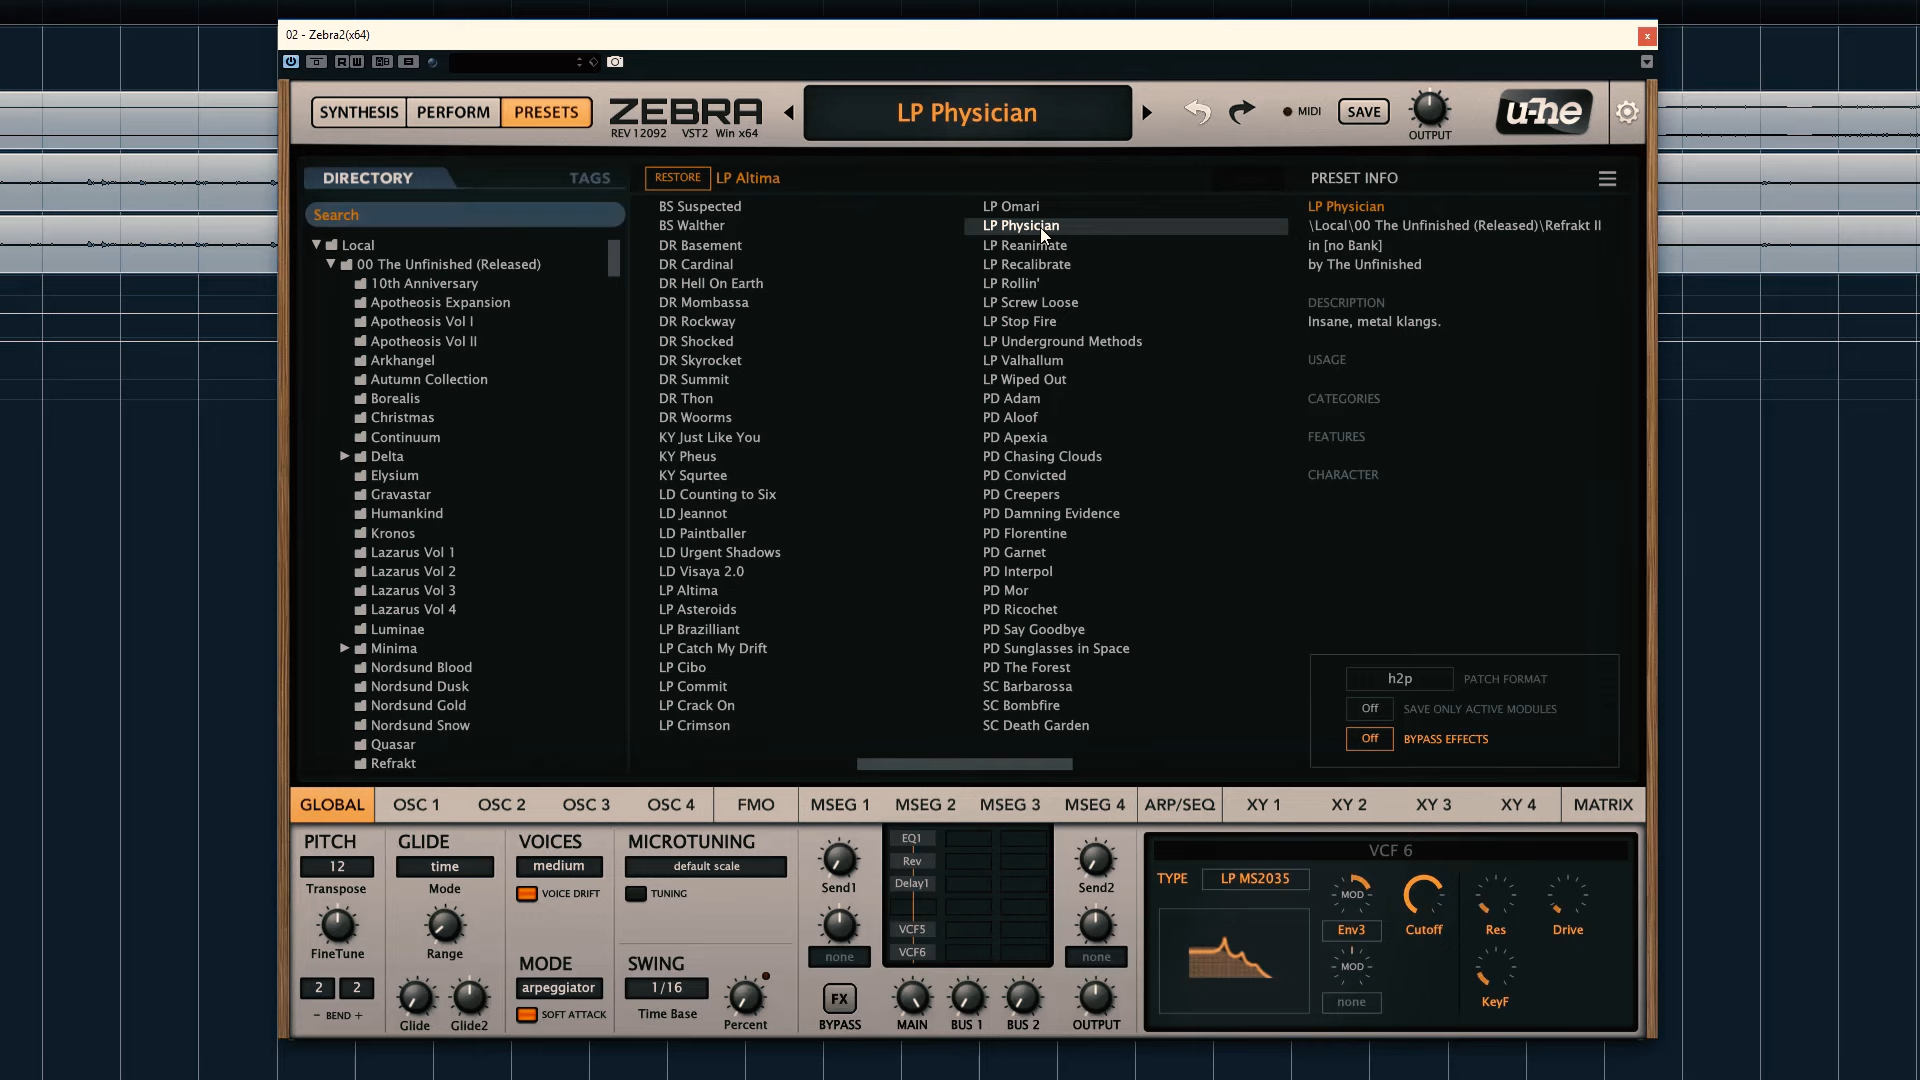 02 - Zebra2(x64)
x
R W AB
SYNTHESIS PERFORM PRESETS ZEBRA LP Physician MIDI SAVE u-he
REV 12092 VST2 Win x64 OUTPUT
DIRECTORY TAGS RESTORE LP Altima PRESET INFO
Search
Local
00 The Unfinished (Released)
10th Anniversary
Apotheosis Expansion
Apotheosis Vol I
Apotheosis Vol II
Arkhangel
Autumn Collection
Borealis
Christmas
Continuum
Delta
Elysium
Gravastar
Humankind
Kronos
Lazarus Vol 1
Lazarus Vol 2
Lazarus Vol 3
Lazarus Vol 4
Luminae
Minima
Nordsund Blood
Nordsund Dusk
Nordsund Gold
Nordsund Snow
Quasar
Refrakt
BS Suspected
BS Walther
DR Basement
DR Cardinal
DR Hell On Earth
DR Mombassa
DR Rockway
DR Shocked
DR Skyrocket
DR Summit
DR Thon
DR Woorms
KY Just Like You
KY Pheus
KY Squrtee
LD Counting to Six
LD Jeannot
LD Paintballer
LD Urgent Shadows
LD Visaya 2.0
LP Altima
LP Asteroids
LP Brazilliant
LP Catch My Drift
LP Cibo
LP Commit
LP Crack On
LP Crimson
LP Omari
LP Physician
LP Reanimate
LP Recalibrate
LP Rollin'
LP Screw Loose
LP Stop Fire
LP Underground Methods
LP Valhallum
LP Wiped Out
PD Adam
PD Aloof
PD Apexia
PD Chasing Clouds
PD Convicted
PD Creepers
PD Damning Evidence
PD Florentine
PD Garnet
PD Interpol
PD Mor
PD Ricochet
PD Say Goodbye
PD Sunglasses in Space
PD The Forest
SC Barbarossa
SC Bombfire
SC Death Garden
LP Physician
\Local\00 The Unfinished (Released)\Refrakt II
in [no Bank]
by The Unfinished
DESCRIPTION
Insane, metal klangs.
USAGE
CATEGORIES
FEATURES
CHARACTER
h2p PATCH FORMAT
Off SAVE ONLY ACTIVE MODULES
Off BYPASS EFFECTS
GLOBAL OSC 1 OSC 2 OSC 3 OSC 4 FMO MSEG 1 MSEG 2 MSEG 3 MSEG 4 ARP/SEQ XY 1 XY 2 XY 3 XY 4 MATRIX
PITCH
12
Transpose
FineTune
2 2
− BEND +
GLIDE
time
Mode
Range
Glide Glide2
VOICES
medium
VOICE DRIFT
MODE
arpeggiator
SOFT ATTACK
MICROTUNING
default scale
TUNING
SWING
1/16
Time Base Percent
Send1
none
FX
BYPASS
EQ1
Rev
Delay1
VCF5
VCF6
MAIN BUS 1 BUS 2
Send2
none
OUTPUT
VCF 6
TYPE LP MS2035
MOD
Env3 Cutoff Res Drive
MOD
none KeyF